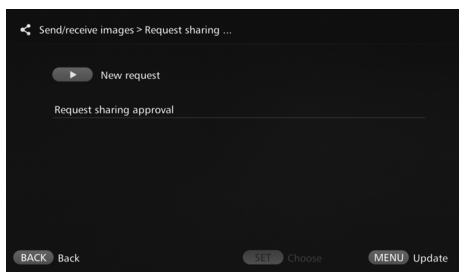 Send/receive images > Request sharing ...
New request
Request sharing approval
BACK Back SET Choose MENU Update